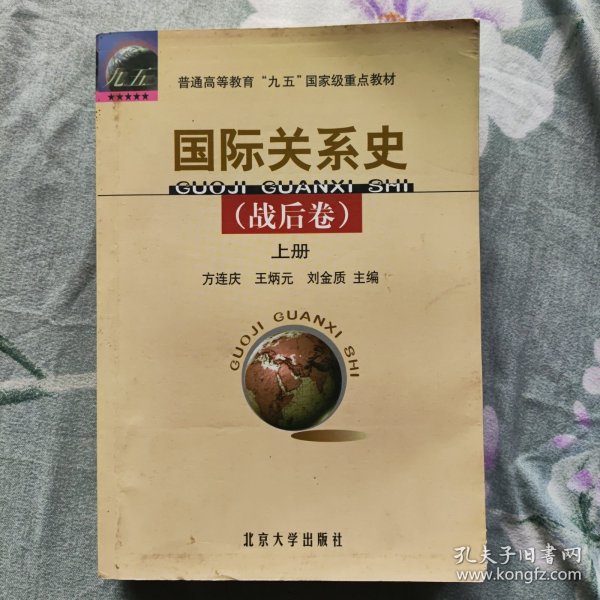 九五
★★★★★
普通高等教育“九五”国家级重点教材
国际关系史
GUOJI GUANXI SHI
（战后卷）
上册
方连庆 王炳元 刘金质 主编
GUOJI GUANXI SHI
北京大学出版社
孔夫子旧书网
www.kongfz.com